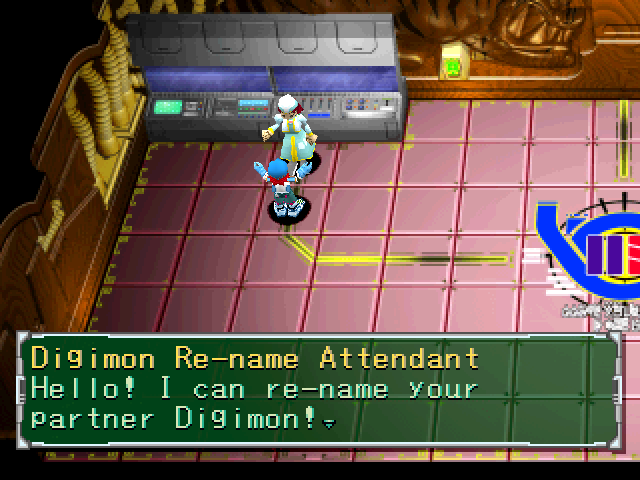 Digimon Re-name Attendant
Hello! I can re-name your
partner Digimon!